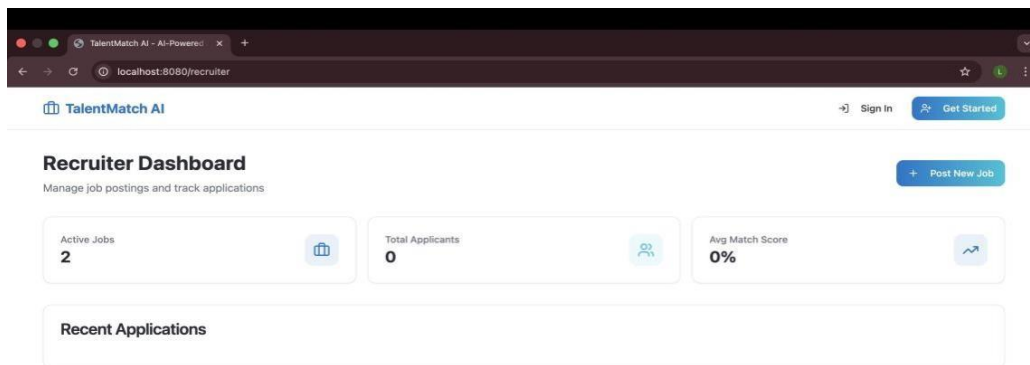 TalentMatch AI - AI-Powered
localhost:8080/recruiter
L
TalentMatch AI
Sign In
Get Started
Recruiter Dashboard
Manage job postings and track applications
+ Post New Job
Active Jobs
2
Total Applicants
0
Avg Match Score
0%
Recent Applications